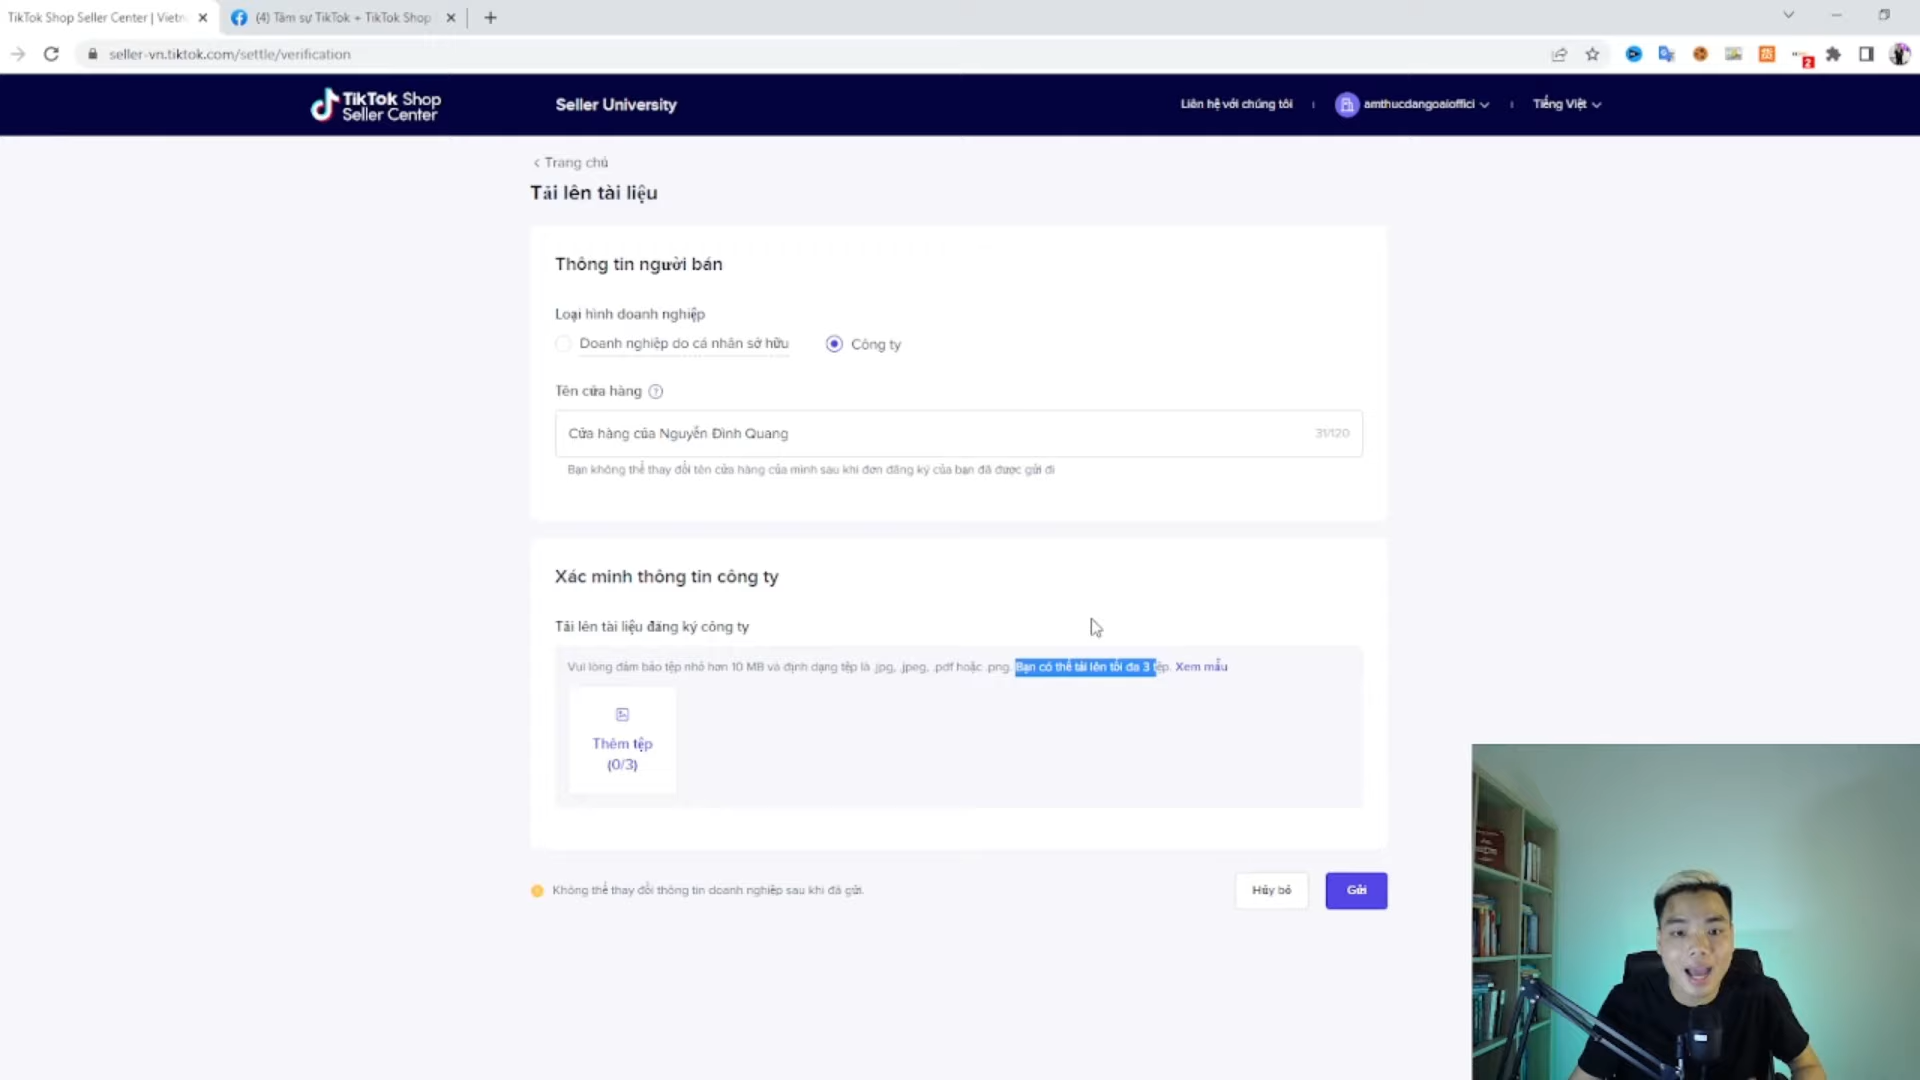 TikTok Shop Seller Center | Vietn
(4) Tâm sự TikTok + TikTok Shop
seller-vn.tiktok.com/settle/verification
2
TikTok Shop
Seller Center
Seller University
Liên hệ với chúng tôi
amthucdangoaioffici
Tiếng Việt
Trang chủ
Tải lên tài liệu
Thông tin người bán
Loại hình doanh nghiệp
Doanh nghiệp do cá nhân sở hữu
Công ty
Tên cửa hàng
Cửa hàng của Nguyễn Đình Quang
31/120
Bạn không thể thay đổi tên cửa hàng của mình sau khi đơn đăng ký của bạn đã được gửi đi
Xác minh thông tin công ty
Tải lên tài liệu đăng ký công ty
Vui lòng đảm bảo tệp nhỏ hơn 10 MB và định dạng tệp là .jpg, .jpeg, .pdf hoặc .png. Bạn có thể tải lên tối đa 3 tệp. Xem mẫu
Thêm tệp
(0/3)
Không thể thay đổi thông tin doanh nghiệp sau khi đã gửi.
Hủy bỏ
Gửi